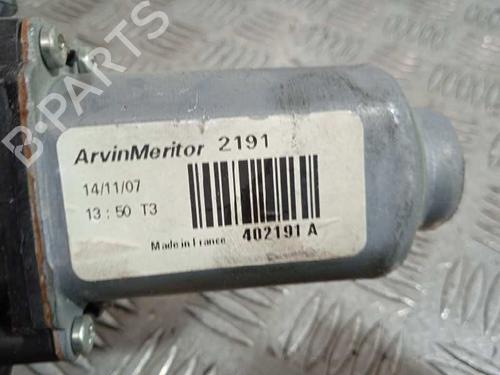 B-PARTS
ArvinMeritor 2191
14/11/07
13:50 T3
Made in France
402191 A